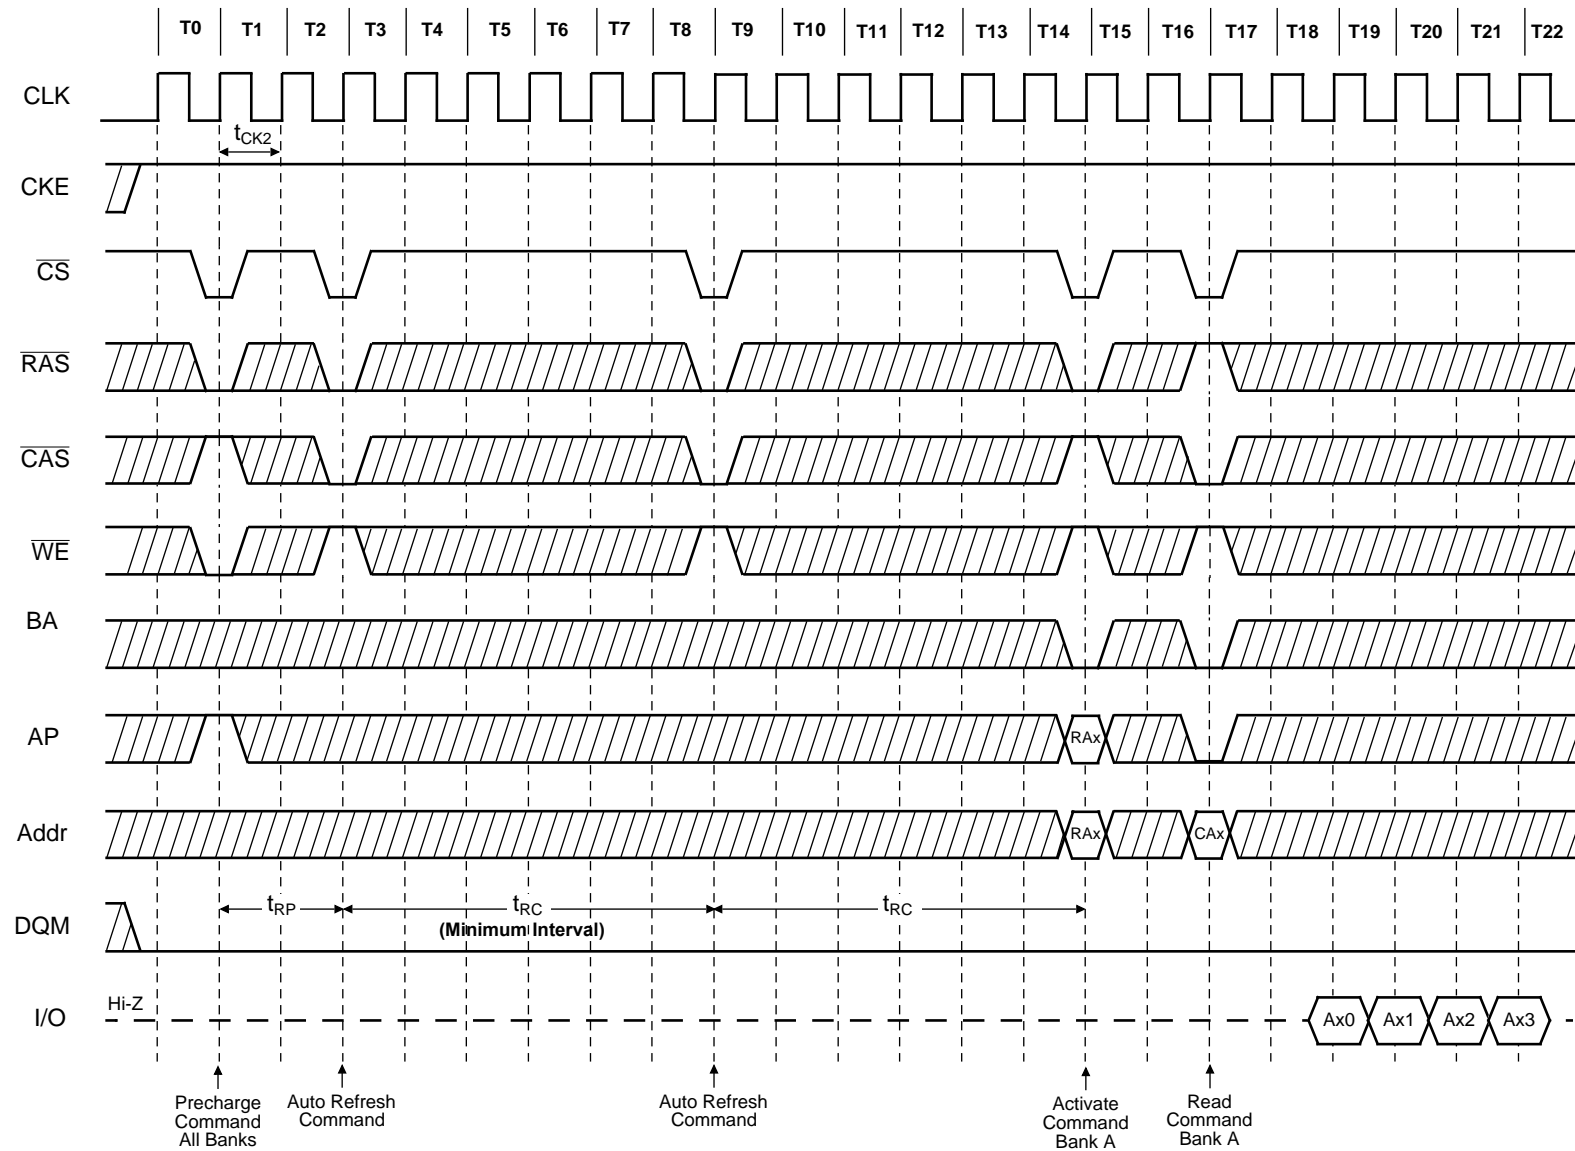 T0 T1 T2 T3 T4 T5 T6 T7 T8 T9 T10 T11 T12 T13 T14 T15 T16 T17 T18 T19 T20 T21 T22
CLK
tCK2
CKE
CS
RAS
CAS
WE
BA
AP
RAx
Addr
RAx CAx
tRP tRC tRC
DQM
(Minimum Interval)
Hi-Z
I/O
Ax0 Ax1 Ax2 Ax3
Precharge
Command
All Banks
Auto Refresh
Command
Auto Refresh
Command
Activate
Command
Bank A
Read
Command
Bank A